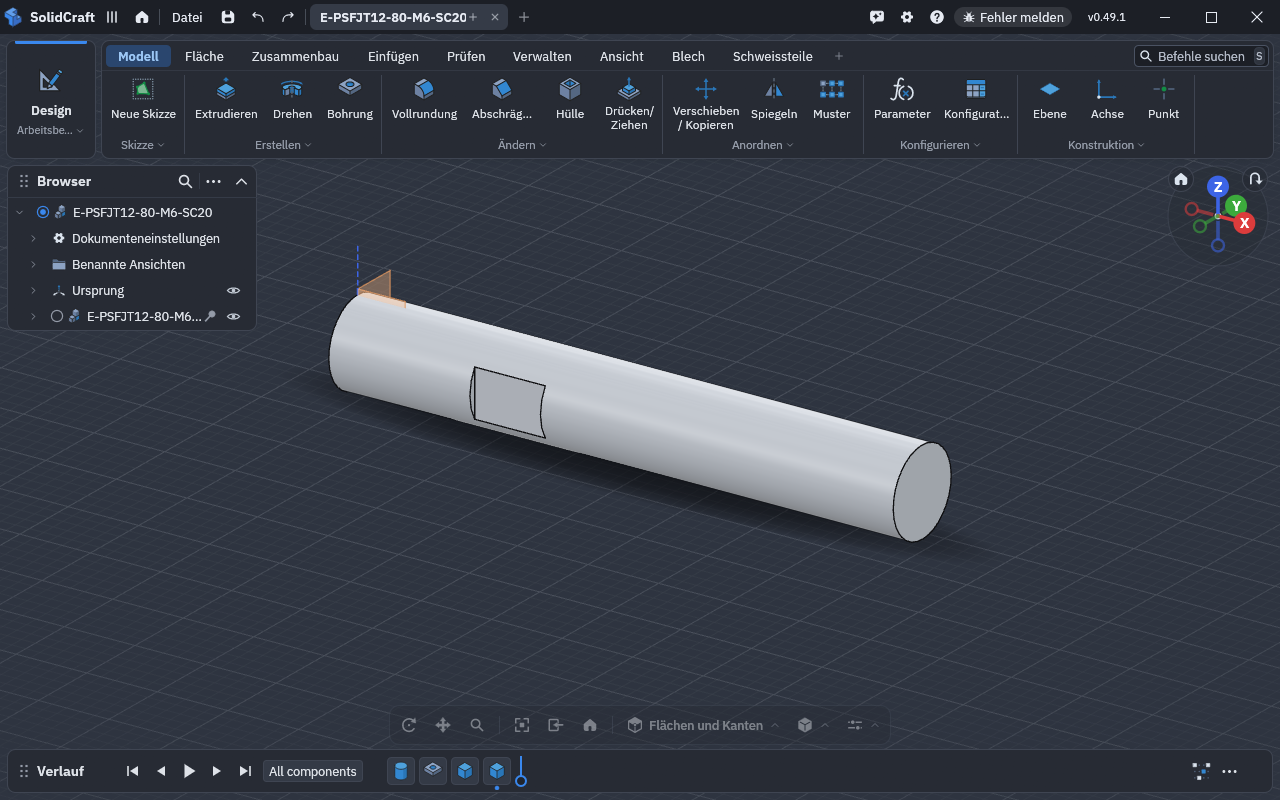 SolidCraft
Datei
E-PSFJT12-80-M6-SC20
Fehler melden
v0.49.1
Design
Arbeitsbe...
Modell
Fläche
Zusammenbau
Einfügen
Prüfen
Verwalten
Ansicht
Blech
Schweissteile
Befehle suchen
S
Neue Skizze
Extrudieren
Drehen
Bohrung
Vollrundung
Abschräg...
Hülle
Drücken/
Ziehen
Verschieben
/ Kopieren
Spiegeln
Muster
Parameter
Konfigurat...
Ebene
Achse
Punkt
Skizze
Erstellen
Ändern
Anordnen
Konfigurieren
Konstruktion
Browser
E-PSFJT12-80-M6-SC20
Dokumenteneinstellungen
Benannte Ansichten
Ursprung
E-PSFJT12-80-M6...
Z
Y
X
Flächen und Kanten
Verlauf
All components